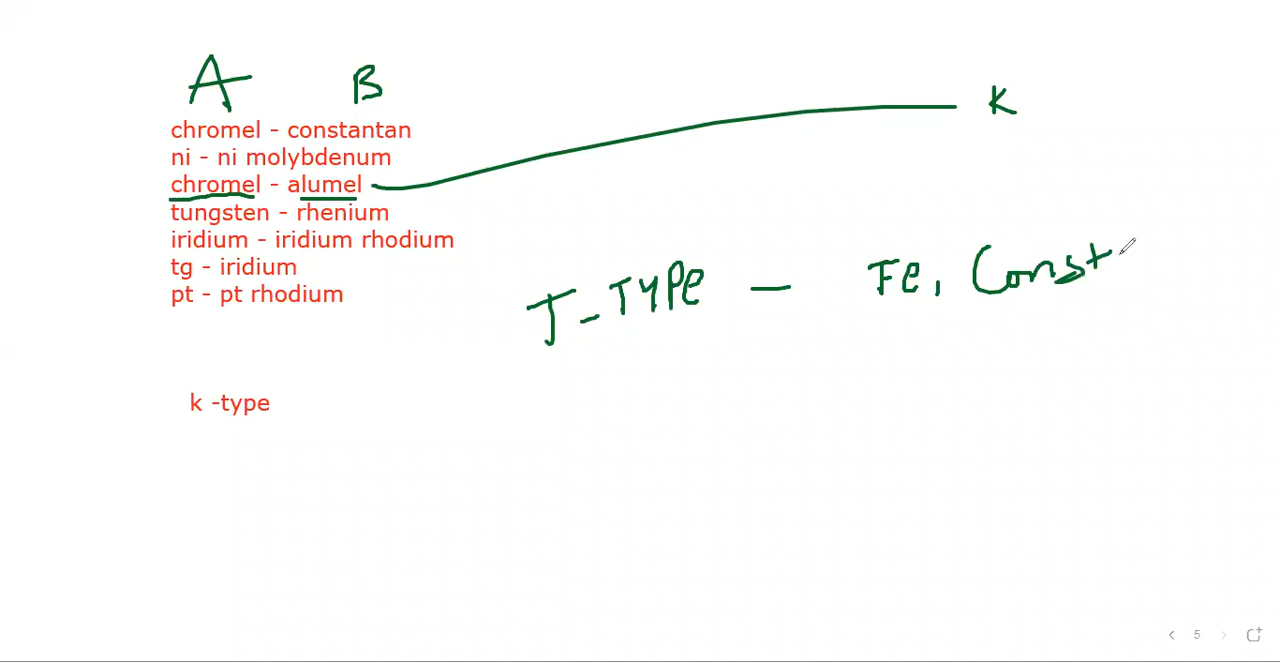 A B
K
chromel - constantan
ni - ni molybdenum
chromel - alumel
tungsten - rhenium
iridium - iridium rhodium
tg - iridium
pt - pt rhodium
J - TYPE — Fe, Const
k -type
5